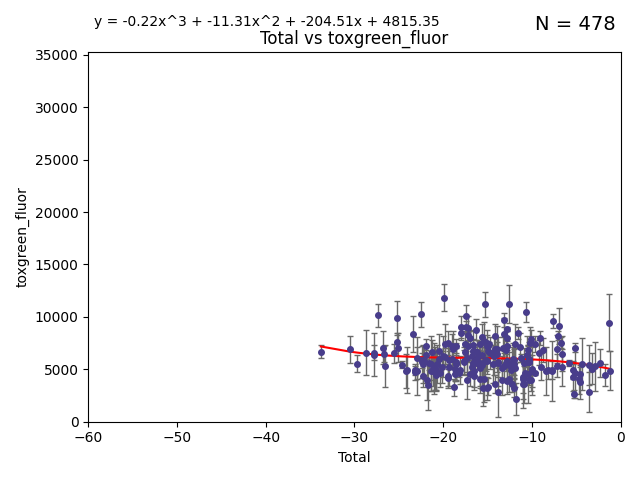 y = -0.22x^3 + -11.31x^2 + -204.51x + 4815.35
N = 478
Total vs toxgreen_fluor
35000
30000
25000
20000
15000
10000
5000
0
toxgreen_fluor
−60 −50 −40 −30 −20 −10 0
Total